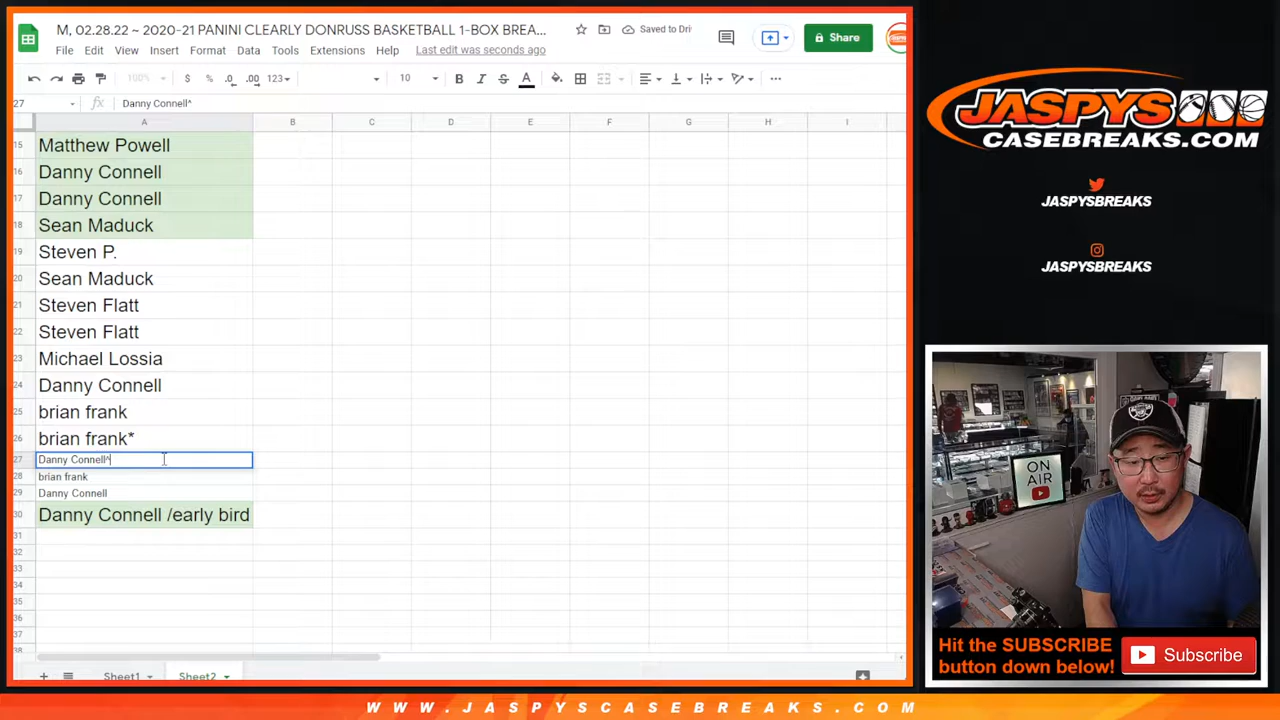 M, 02.28.22 ~ 2020-21 PANINI CLEARLY DONRUSS BASKETBALL 1-BOX BREA...
Saved to Dri
Share
File Edit View Insert Format Data Tools Extensions Help Last edit was seconds ago
100% $ % .0 .00 123 10 B I S A
27 fx Danny Connell^
A B C D E F G H I
15 Matthew Powell
16 Danny Connell
17 Danny Connell
18 Sean Maduck
19 Steven P.
20 Sean Maduck
21 Steven Flatt
22 Steven Flatt
23 Michael Lossia
24 Danny Connell
25 brian frank
26 brian frank*
27 Danny Connell^
28 brian frank
29 Danny Connell
30 Danny Connell /early bird
31
32
33
34
35
36
37
38
+ Sheet1 Sheet2
JASPYS
CASEBREAKS.COM
JASPYSBREAKS
JASPYSBREAKS
ON
AIR
Hit the SUBSCRIBE
button down below!
Subscribe
WWW.JASPYSCASEBREAKS.COM